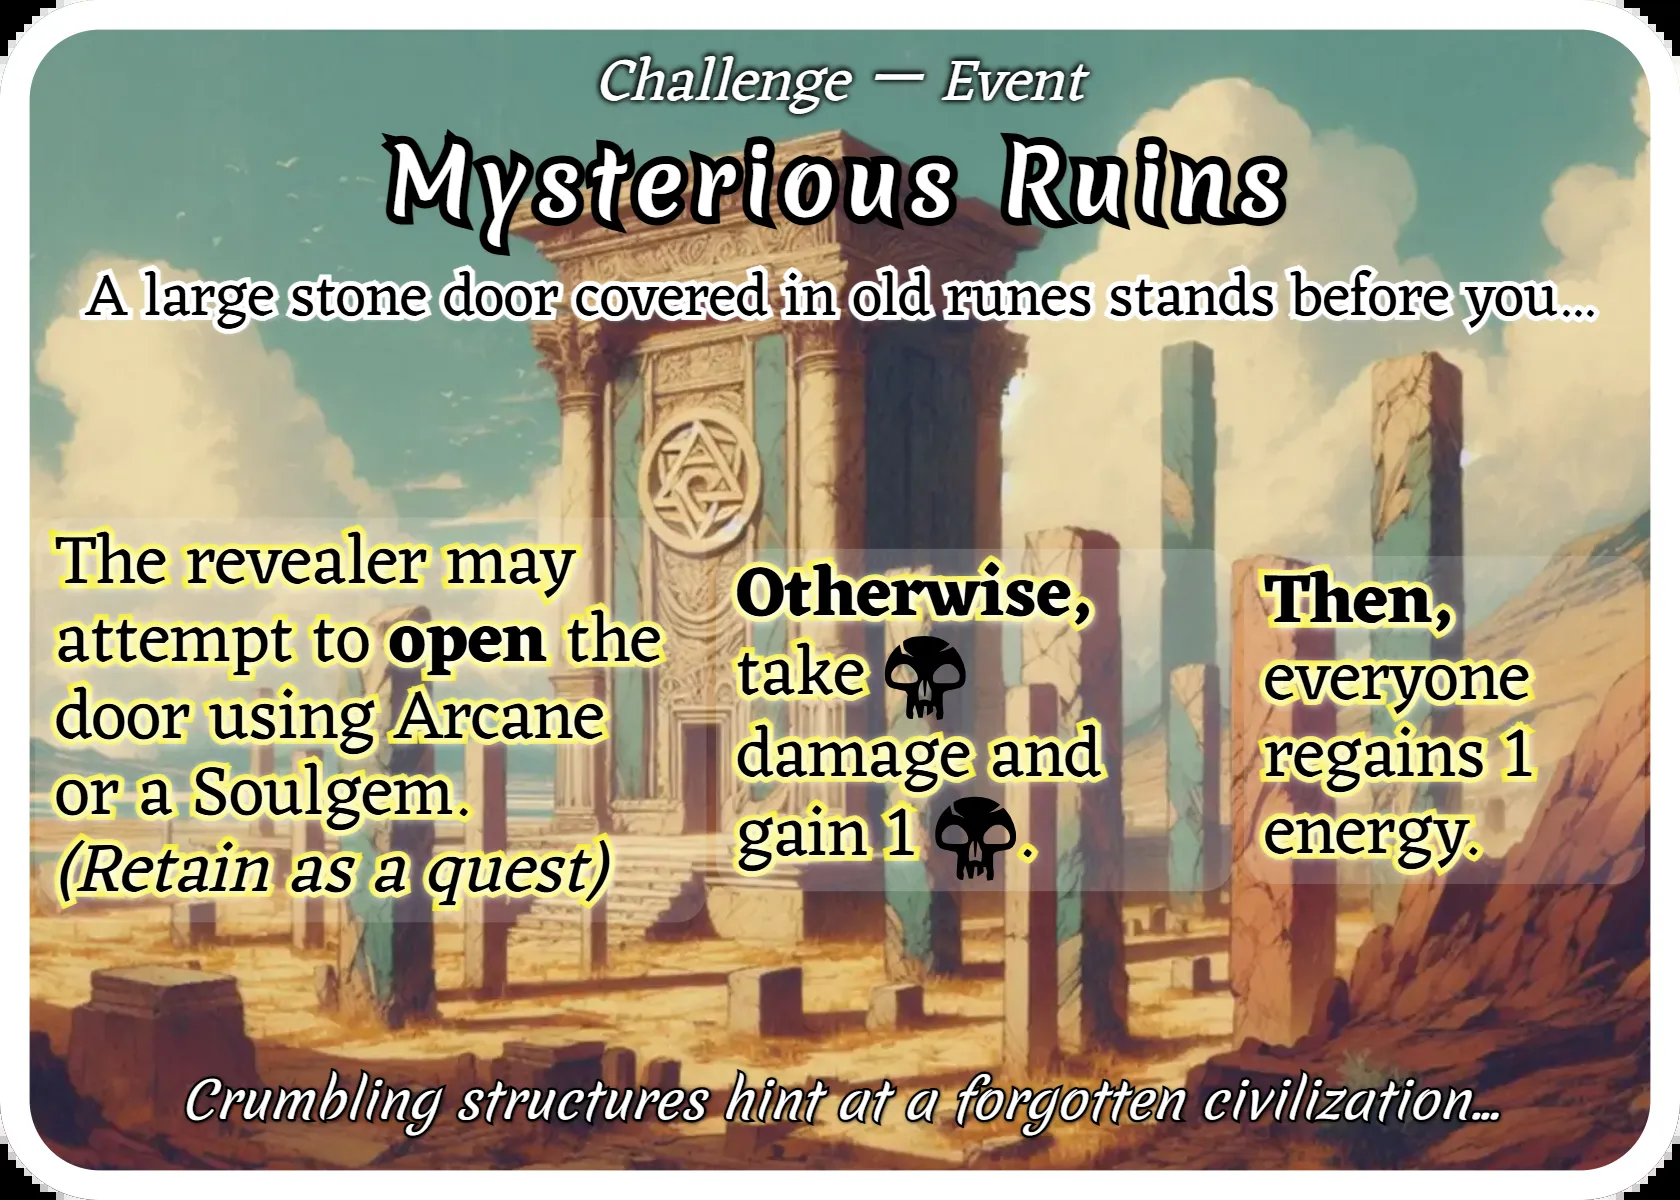 Challenge — Event
Mysterious Ruins
A large stone door covered in old runes stands before you...
The revealer may
attempt to open the
door using Arcane
or a Soulgem.
(Retain as a quest)
Otherwise,
take
damage and
gain 1 .
Then,
everyone
regains 1
energy.
Crumbling structures hint at a forgotten civilization...